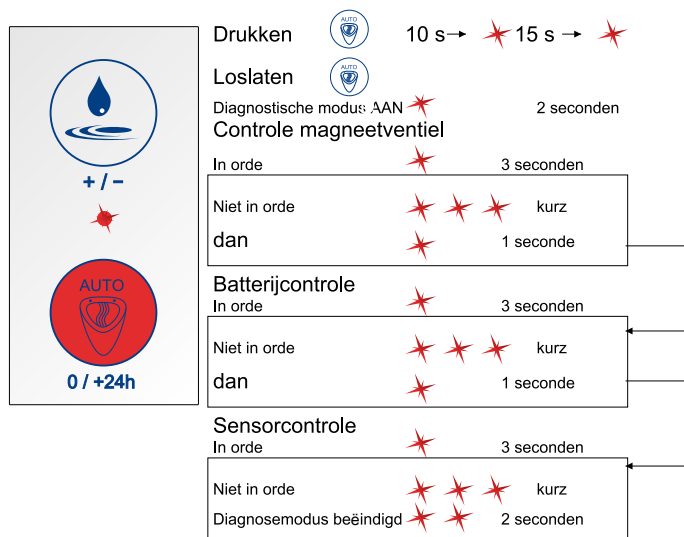 + / −
AUTO
0 / +24h
Drukken AUTO 10 s 15 s
Loslaten AUTO
Diagnostische modus AAN 2 seconden
Controle magneetventiel
In orde 3 seconden
Niet in orde kurz
dan 1 seconde
Batterijcontrole
In orde 3 seconden
Niet in orde kurz
dan 1 seconde
Sensorcontrole
In orde 3 seconden
Niet in orde kurz
Diagnosemodus beëindigd 2 seconden